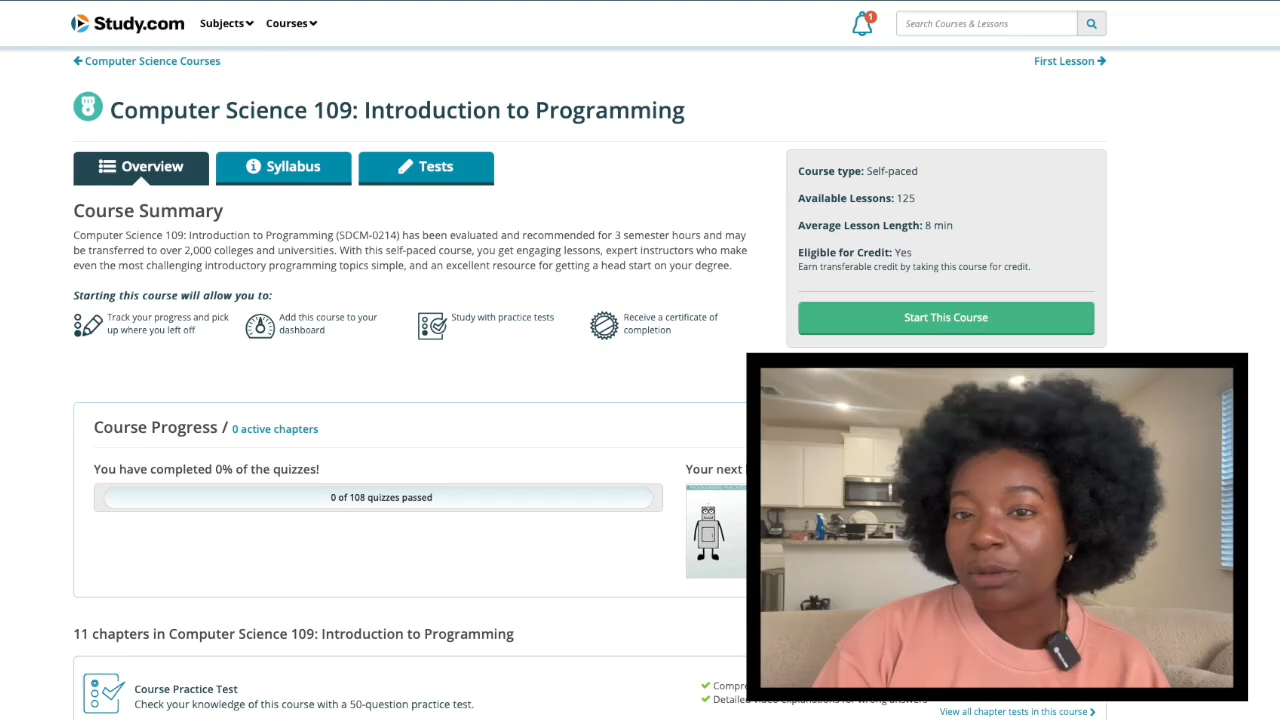 Study.com
Subjects
Courses
1
Search Courses & Lessons
Computer Science Courses
First Lesson
Computer Science 109: Introduction to Programming
Overview
Syllabus
Tests
Course Summary
Computer Science 109: Introduction to Programming (SDCM-0214) has been evaluated and recommended for 3 semester hours and may
be transferred to over 2,000 colleges and universities. With this self-paced course, you get engaging lessons, expert instructors who make
even the most challenging introductory programming topics simple, and an excellent resource for getting a head start on your degree.
Starting this course will allow you to:
Track your progress and pick
up where you left off
Add this course to your
dashboard
Study with practice tests
Receive a certificate of
completion
Course type: Self-paced
Available Lessons: 125
Average Lesson Length: 8 min
Eligible for Credit: Yes
Earn transferable credit by taking this course for credit.
Start This Course
Course Progress / 0 active chapters
You have completed 0% of the quizzes!
0 of 108 quizzes passed
Your next
11 chapters in Computer Science 109: Introduction to Programming
Course Practice Test
Check your knowledge of this course with a 50-question practice test.
Detailed video explanations for wrong answers
View all chapter tests in this course